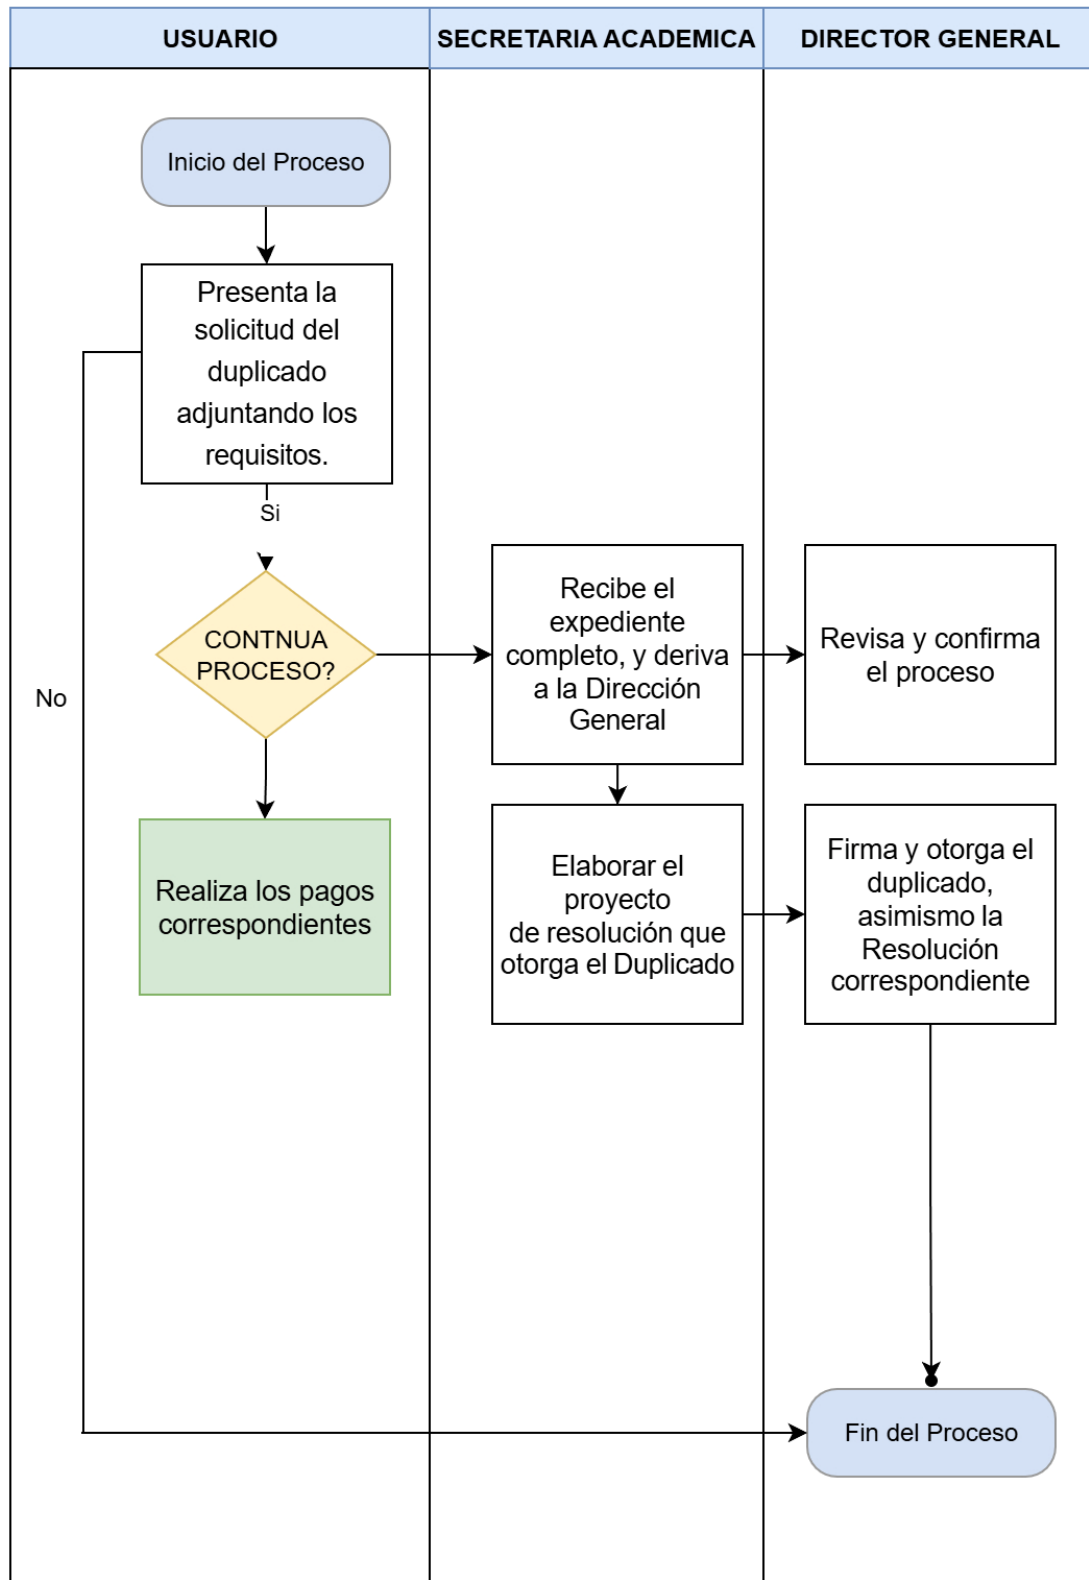 USUARIO
SECRETARIA ACADEMICA
DIRECTOR GENERAL
Inicio del Proceso
Presenta la
solicitud del
duplicado
adjuntando los
requisitos.
Si
CONTNUA
PROCESO?
No
Recibe el
expediente
completo, y deriva
a la Dirección
General
Revisa y confirma
el proceso
Realiza los pagos
correspondientes
Elaborar el
proyecto
de resolución que
otorga el Duplicado
Firma y otorga el
duplicado,
asimismo la
Resolución
correspondiente
Fin del Proceso